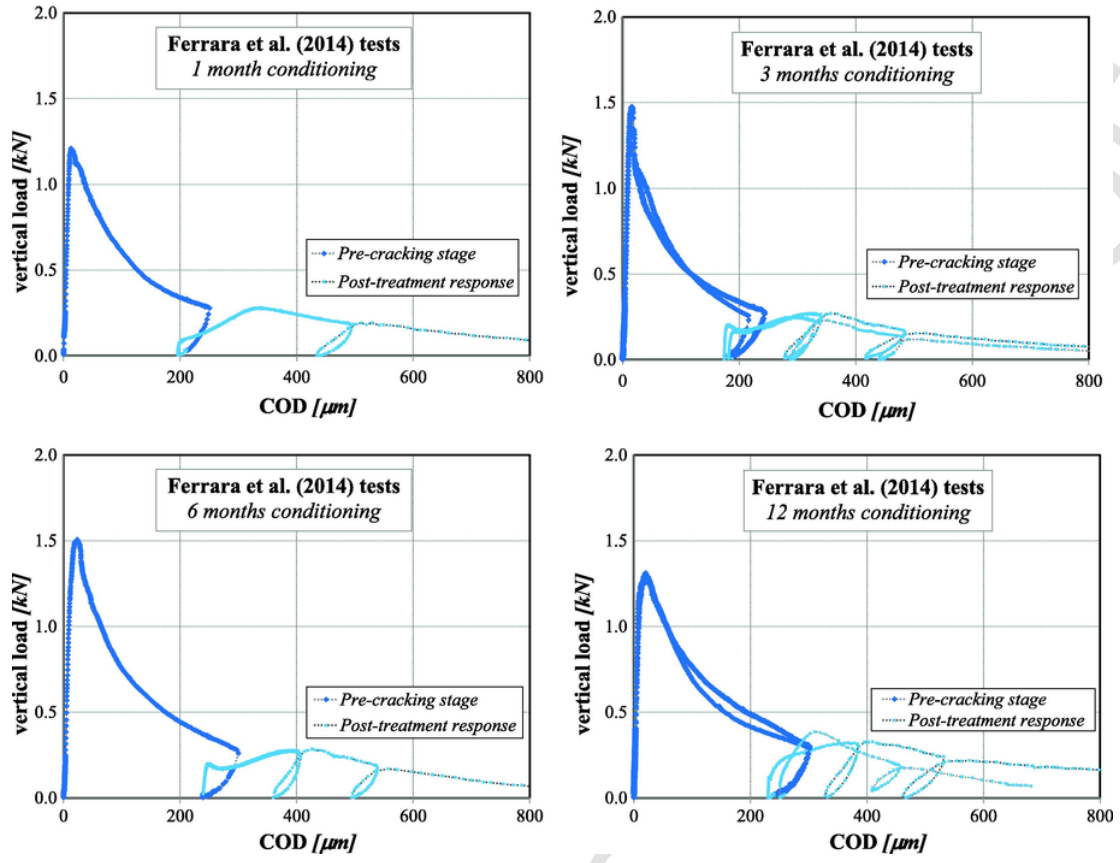 Ferrara et al. (2014) tests
1 month conditioning
vertical load [kN]
2.0
1.5
1.0
0.5
0.0
Pre-cracking stage
Post-treatment response
0 200 400 600 800
COD [μm]
Ferrara et al. (2014) tests
3 months conditioning
vertical load [kN]
2.0
1.5
1.0
0.5
0.0
Pre-cracking stage
Post-treatment response
0 200 400 600 800
COD [μm]
Ferrara et al. (2014) tests
6 months conditioning
vertical load [kN]
2.0
1.5
1.0
0.5
0.0
Pre-cracking stage
Post-treatment response
0 200 400 600 800
COD [μm]
Ferrara et al. (2014) tests
12 months conditioning
vertical load [kN]
2.0
1.5
1.0
0.5
0.0
Pre-cracking stage
Post-treatment response
0 200 400 600 800
COD [μm]